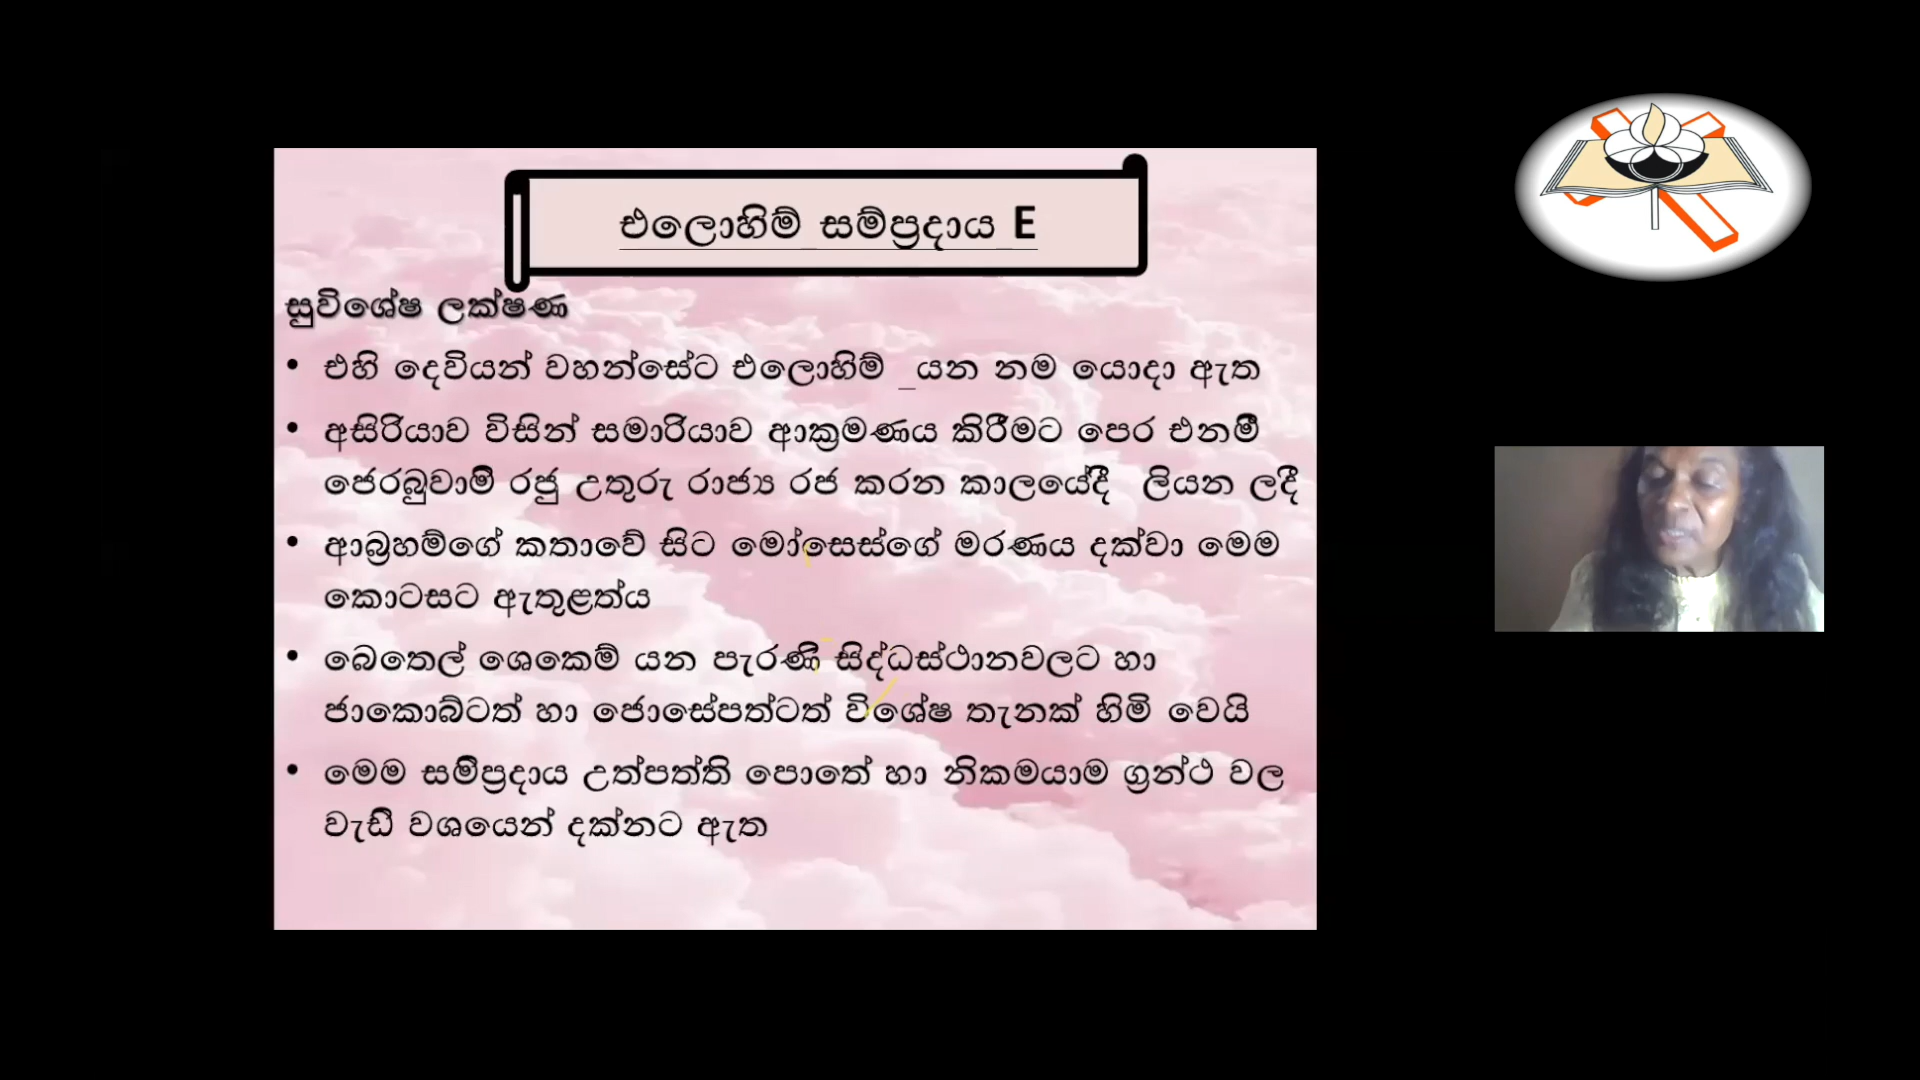 එලොහිම් සම්ප්‍රදාය E
සුවිශේෂ ලක්ෂණ
• එහි දෙවියන් වහන්සේට එලොහිම් _යන නම යොදා ඇත
• අසිරියාව විසින් සමාරියාව ආක්‍රමණය කිරීමට පෙර එනම්
ජෙරබුවාම් රජු උතුරු රාජ්‍ය රජ කරන කාලයේදී ලියන ලදී
• ආබ්‍රහම්ගේ කතාවේ සිට මෝසෙස්ගේ මරණය දක්වා මෙම
කොටසට ඇතුළත්ය
• බෙතෙල් ශෙකෙම් යන පැරණි සිද්ධස්ථානවලට හා
ජාකොබ්ටත් හා ජොසේපත්ටත් විශේෂ තැනක් හිමි වෙයි
• මෙම සම්ප්‍රදාය උත්පත්ති පොතේ හා නිකමයාම ග්‍රන්ථ වල
වැඩි වශයෙන් දක්නට ඇත